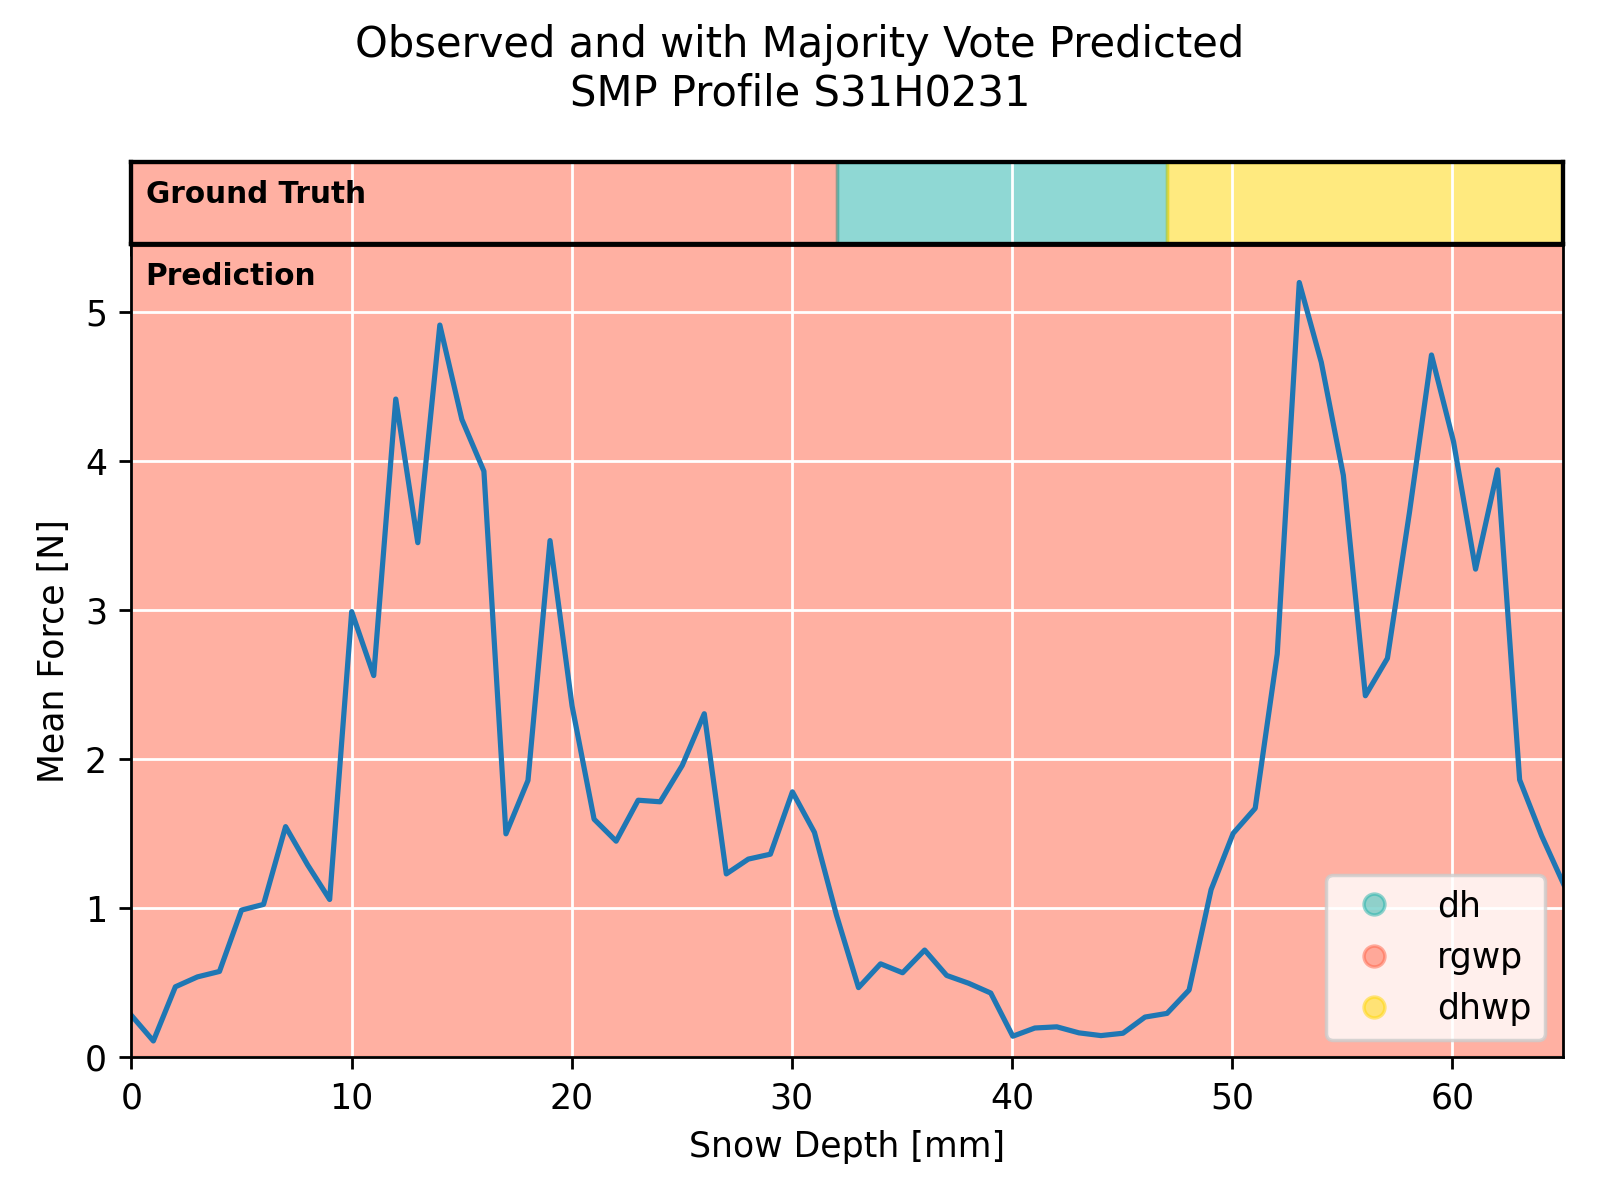 Observed and with Majority Vote Predicted
SMP Profile S31H0231
Ground Truth
Prediction
5
4
3
2
1
0
Mean Force [N]
dh
rgwp
dhwp
0 10 20 30 40 50 60
Snow Depth [mm]